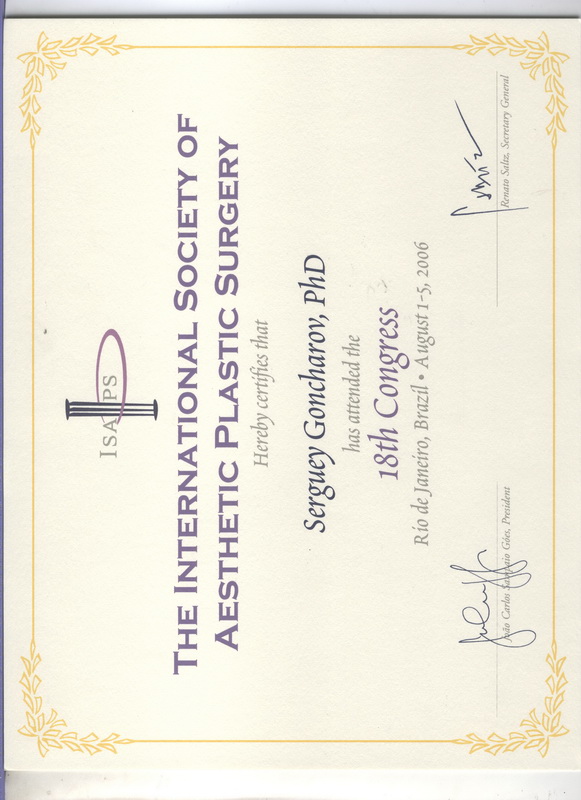 ISAPS
THE INTERNATIONAL SOCIETY OF
AESTHETIC PLASTIC SURGERY
Hereby certifies that
Serguey Goncharov, PhD
has attended the
18th Congress
Rio de Janeiro, Brazil • August 1-5, 2006
João Carlos Sampaio Góes, President
Renato Saltz, Secretary General